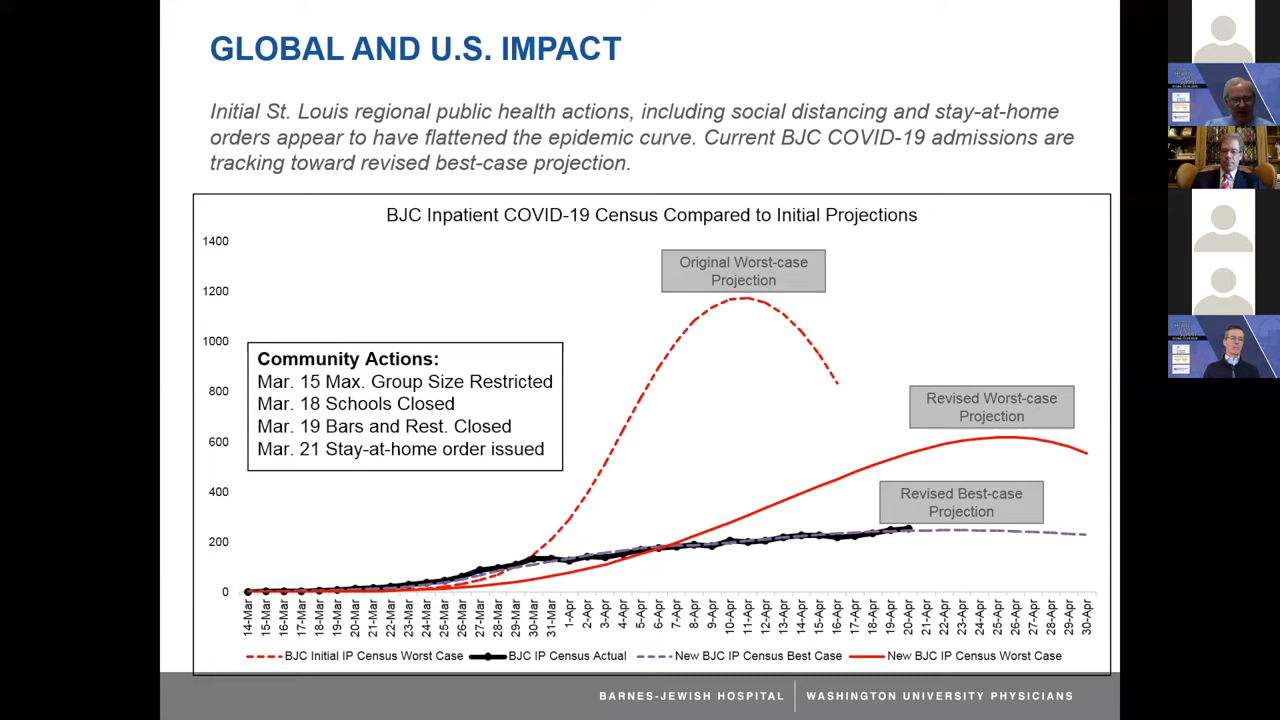 GLOBAL AND U.S. IMPACT
Initial St. Louis regional public health actions, including social distancing and stay-at-home
orders appear to have flattened the epidemic curve. Current BJC COVID-19 admissions are
tracking toward revised best-case projection.
BJC Inpatient COVID-19 Census Compared to Initial Projections
1400
1200
1000
800
600
400
200
0
Original Worst-case
Projection
Community Actions:
Mar. 15 Max. Group Size Restricted
Mar. 18 Schools Closed
Mar. 19 Bars and Rest. Closed
Mar. 21 Stay-at-home order issued
Revised Worst-case
Projection
Revised Best-case
Projection
14-Mar
15-Mar
16-Mar
17-Mar
18-Mar
19-Mar
20-Mar
21-Mar
22-Mar
23-Mar
24-Mar
25-Mar
26-Mar
27-Mar
28-Mar
29-Mar
30-Mar
31-Mar
1-Apr
2-Apr
3-Apr
4-Apr
5-Apr
6-Apr
7-Apr
8-Apr
9-Apr
10-Apr
11-Apr
12-Apr
13-Apr
14-Apr
15-Apr
16-Apr
17-Apr
18-Apr
19-Apr
20-Apr
21-Apr
22-Apr
23-Apr
24-Apr
25-Apr
26-Apr
27-Apr
28-Apr
29-Apr
30-Apr
BJC Initial IP Census Worst Case
BJC IP Census Actual
New BJC IP Census Best Case
New BJC IP Census Worst Case
BARNES-JEWISH HOSPITAL
WASHINGTON UNIVERSITY PHYSICIANS